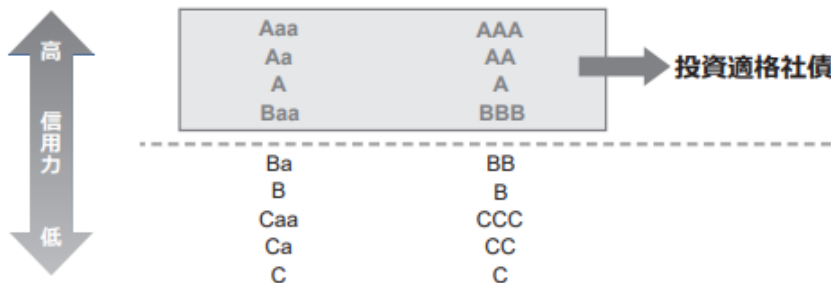 高
信用力
低
Aaa AAA
Aa AA
A A
Baa BBB
投資適格社債
Ba BB
B B
Caa CCC
Ca CC
C C